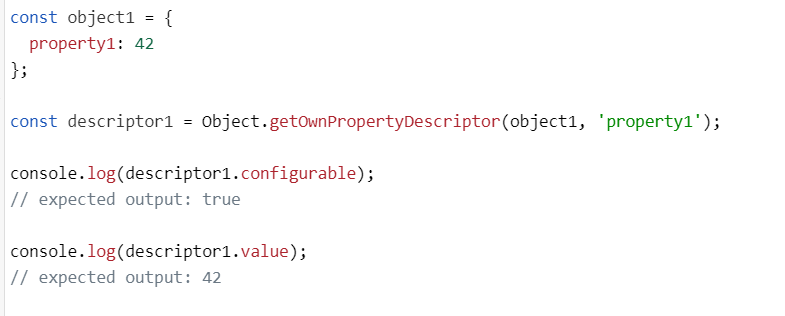 const object1 = {
  property1: 42
};
const descriptor1 = Object.getOwnPropertyDescriptor(object1, 'property1');
console.log(descriptor1.configurable);
// expected output: true
console.log(descriptor1.value);
// expected output: 42